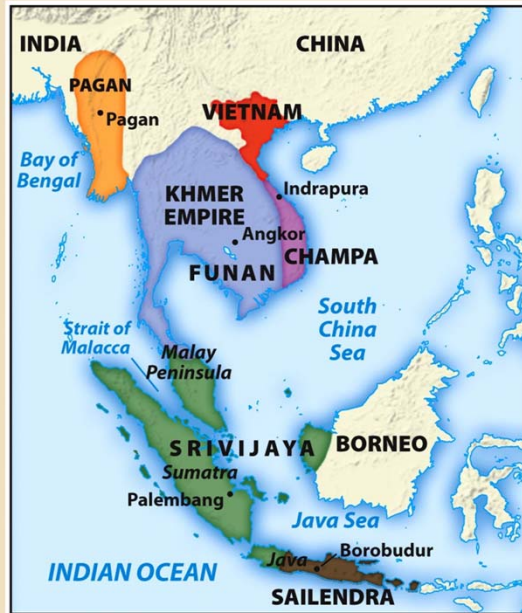 INDIA
CHINA
PAGAN
Pagan
VIETNAM
Bay of
Bengal
Indrapura
KHMER
EMPIRE
Angkor
CHAMPA
FUNAN
South
China
Sea
Strait of
Malacca
Malay
Peninsula
SRIVIJAYA
BORNEO
Sumatra
Palembang
Java Sea
Java
Borobudur
INDIAN OCEAN
SAILENDRA